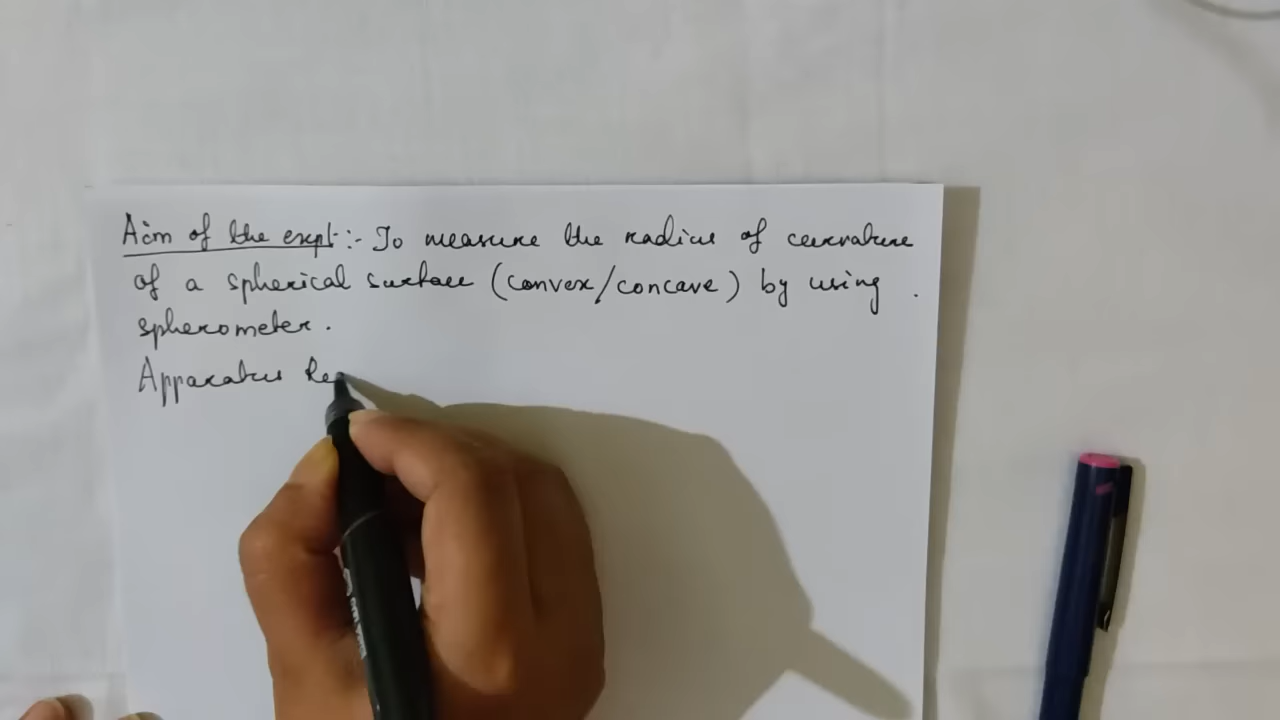 Aim of the expt:- To measure the radius of curvature
of a spherical surface (convex/concave) by using .
spherometer.
Apparatus Re